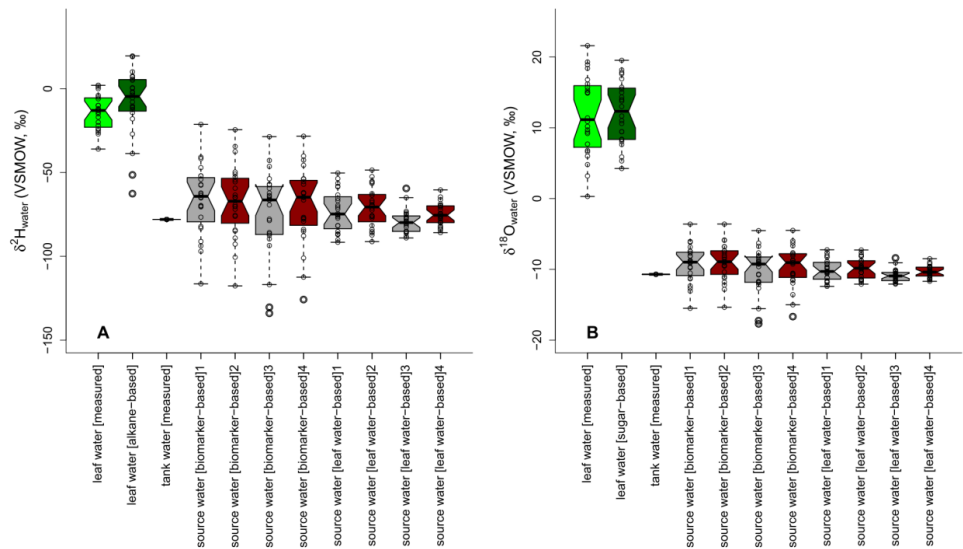 δ²H_water (VSMOW, ‰)
0
−50
−100
−150
A
leaf water [measured]
leaf water [alkane−based]
tank water [measured]
source water [biomarker−based]1
source water [biomarker−based]2
source water [biomarker−based]3
source water [biomarker−based]4
source water [leaf water−based]1
source water [leaf water−based]2
source water [leaf water−based]3
source water [leaf water−based]4
δ¹⁸O_water (VSMOW, ‰)
20
10
0
−10
−20
B
leaf water [measured]
leaf water [sugar−based]
tank water [measured]
source water [biomarker−based]1
source water [biomarker−based]2
source water [biomarker−based]3
source water [biomarker−based]4
source water [leaf water−based]1
source water [leaf water−based]2
source water [leaf water−based]3
source water [leaf water−based]4